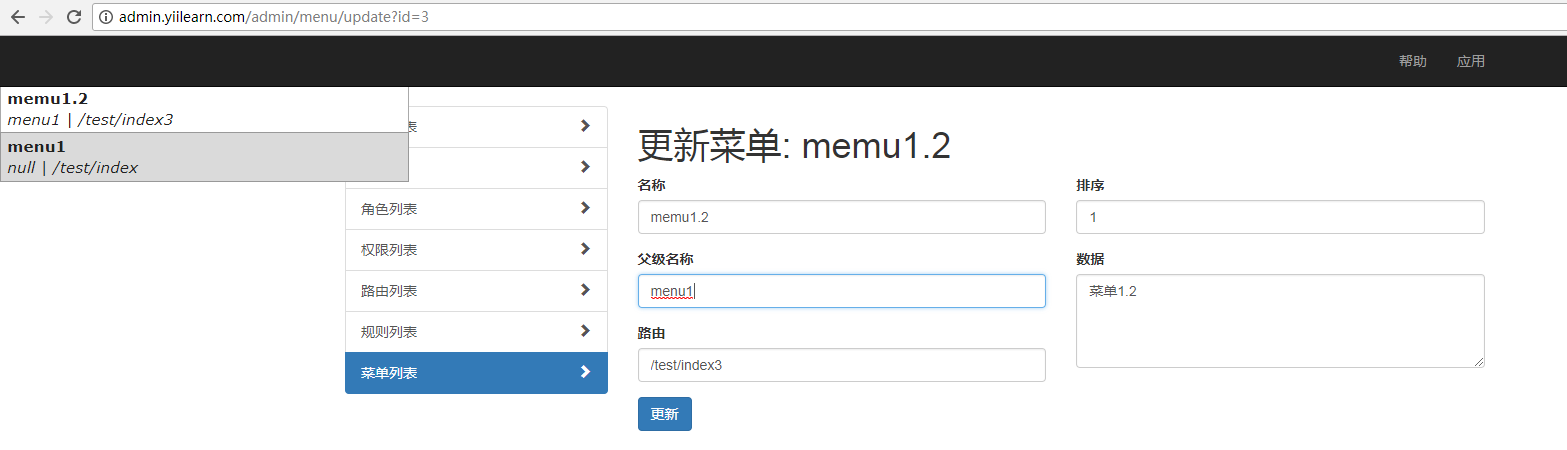 admin.yiilearn.com/admin/menu/update?id=3
帮助 应用
memu1.2
menu1 | /test/index3
menu1
null | /test/index
角色列表
权限列表
路由列表
规则列表
菜单列表
更新菜单: memu1.2
名称
memu1.2
父级名称
menu1
路由
/test/index3
更新
排序
1
数据
菜单1.2